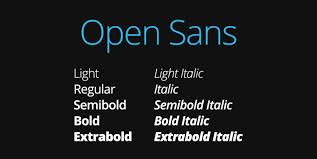 Open Sans
Light Light Italic
Regular Italic
Semibold Semibold Italic
Bold Bold Italic
Extrabold Extrabold Italic